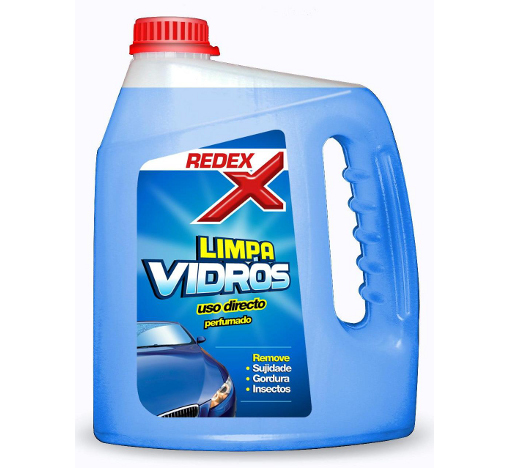 REDEX
X
LIMPA
VIDROS
uso directo
perfumado
Remove
• Sujidade
• Gordura
• Insectos